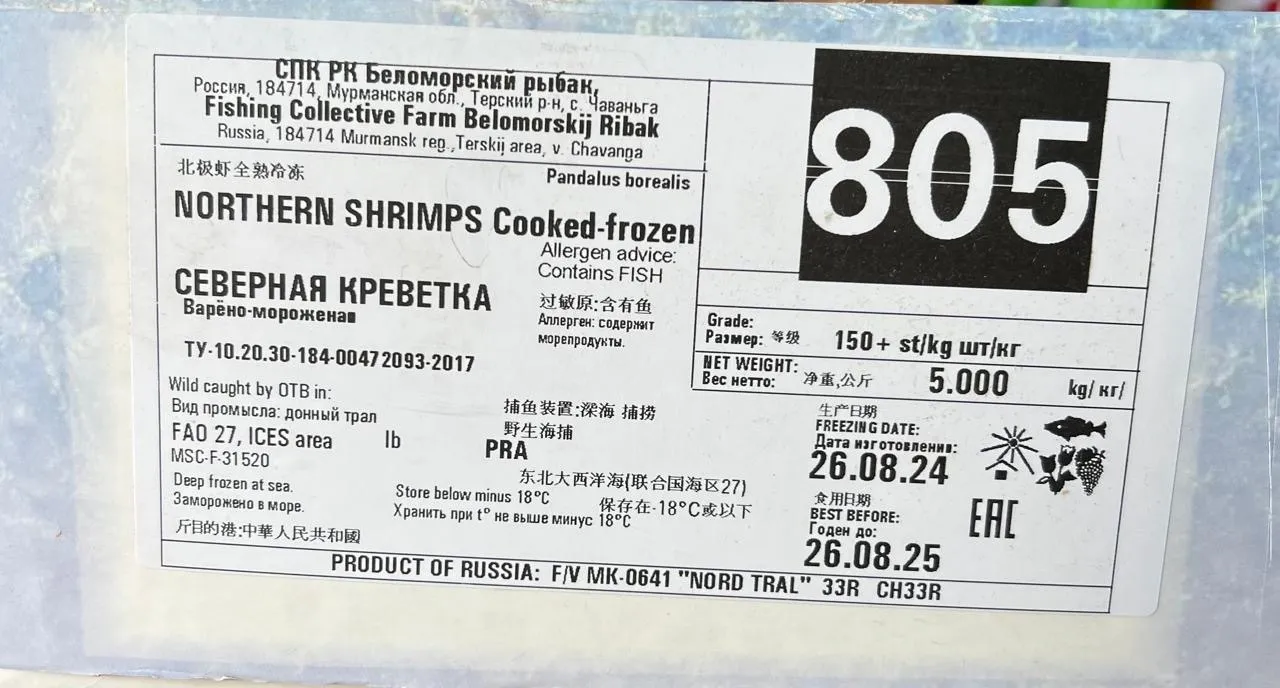 СПК РК Беломорский рыбак,
Россия, 184714, Мурманская обл., Терский р-н, с. Чаваньга
Fishing Collective Farm Belomorskij Ribak
Russia, 184714 Murmansk reg.,Terskij area, v. Chavanga
805
北极虾全熟冷冻
Pandalus borealis
NORTHERN SHRIMPS Cooked-frozen
Allergen advice:
Contains FISH
СЕВЕРНАЯ КРЕВЕТКА
Варёно-мороженая
过敏原:含有鱼
Аллерген: содержит
морепродукты.
Grade:
Размер: 等级 150+ st/kg шт/кг
NET WEIGHT:
Вес нетто: 净重,公斤 5.000 kg/ кг/
ТУ-10.20.30-184-00472093-2017
Wild caught by OTB in:
Вид промысла: донный трал
FAO 27, ICES area Ib
MSC-F-31520
捕鱼装置:深海 捕捞
野生海捕
PRA
东北大西洋海(联合国海区27)
Deep frozen at sea.
Заморожено в море.
Store below minus 18°C 保存在-18°C或以下
Хранить при t° не выше минус 18°C
斤目的港:中華人民共和國
生产日期
FREEZING DATE:
Дата изготовления:
26.08.24
食用日期
BEST BEFORE:
Годен до:
26.08.25
EAC
PRODUCT OF RUSSIA: F/V MK-0641 "NORD TRAL" 33R CH33R